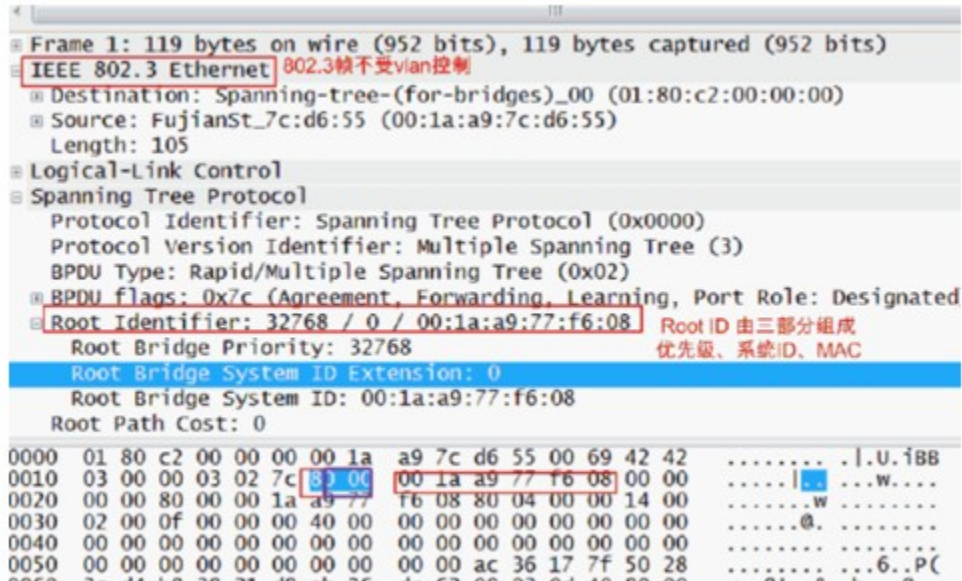 Frame 1: 119 bytes on wire (952 bits), 119 bytes captured (952 bits)
IEEE 802.3 Ethernet 802.3帧不受vlan控制
Destination: Spanning-tree-(for-bridges)_00 (01:80:c2:00:00:00)
Source: FujianSt_7c:d6:55 (00:1a:a9:7c:d6:55)
Length: 105
Logical-Link Control
Spanning Tree Protocol
Protocol Identifier: Spanning Tree Protocol (0x0000)
Protocol Version Identifier: Multiple Spanning Tree (3)
BPDU Type: Rapid/Multiple Spanning Tree (0x02)
BPDU flags: 0x7c (Agreement, Forwarding, Learning, Port Role: Designated
Root Identifier: 32768 / 0 / 00:1a:a9:77:f6:08 Root ID 由三部分组成
Root Bridge Priority: 32768 优先级、系统ID、MAC
Root Bridge System ID Extension: 0
Root Bridge System ID: 00:1a:a9:77:f6:08
Root Path Cost: 0
0000 01 80 c2 00 00 00 00 1a a9 7c d6 55 00 69 42 42 ........ .|.U.iBB
0010 03 00 00 03 02 7c 80 00 00 1a a9 77 f6 08 00 00 .....|.. ...w....
0020 00 00 80 00 00 1a a9 77 f6 08 80 04 00 00 14 00 .......w ........
0030 02 00 0f 00 00 00 40 00 00 00 00 00 00 00 00 00 ......@. ........
0040 00 00 00 00 00 00 00 00 00 00 00 00 00 00 00 00 ........ ........
0050 00 00 00 00 00 00 00 00 00 00 ac 36 17 7f 50 28 ........ ...6..P(